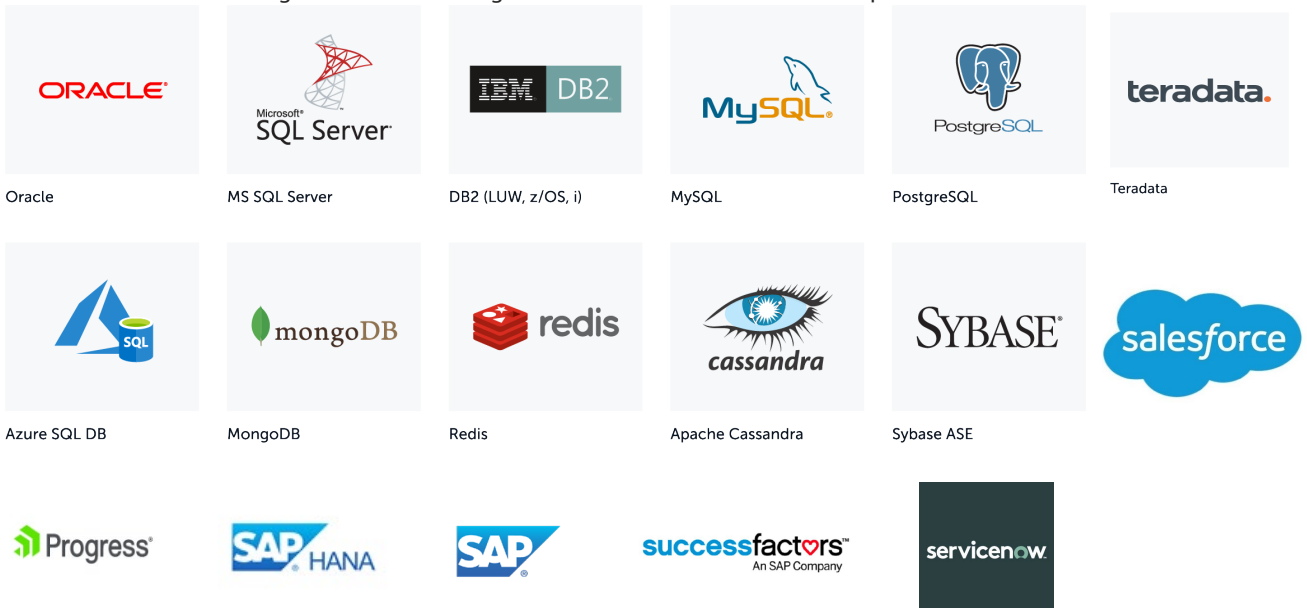 ORACLE®
Microsoft®
SQL Server®
IBM DB2
MySQL®
PostgreSQL
teradata.
Oracle
MS SQL Server
DB2 (LUW, z/OS, i)
MySQL
PostgreSQL
Teradata
SQL
mongoDB
redis
cassandra
SYBASE®
salesforce
Azure SQL DB
MongoDB
Redis
Apache Cassandra
Sybase ASE
Progress®
SAP® HANA
SAP®
successfactors™
An SAP Company
servicenow